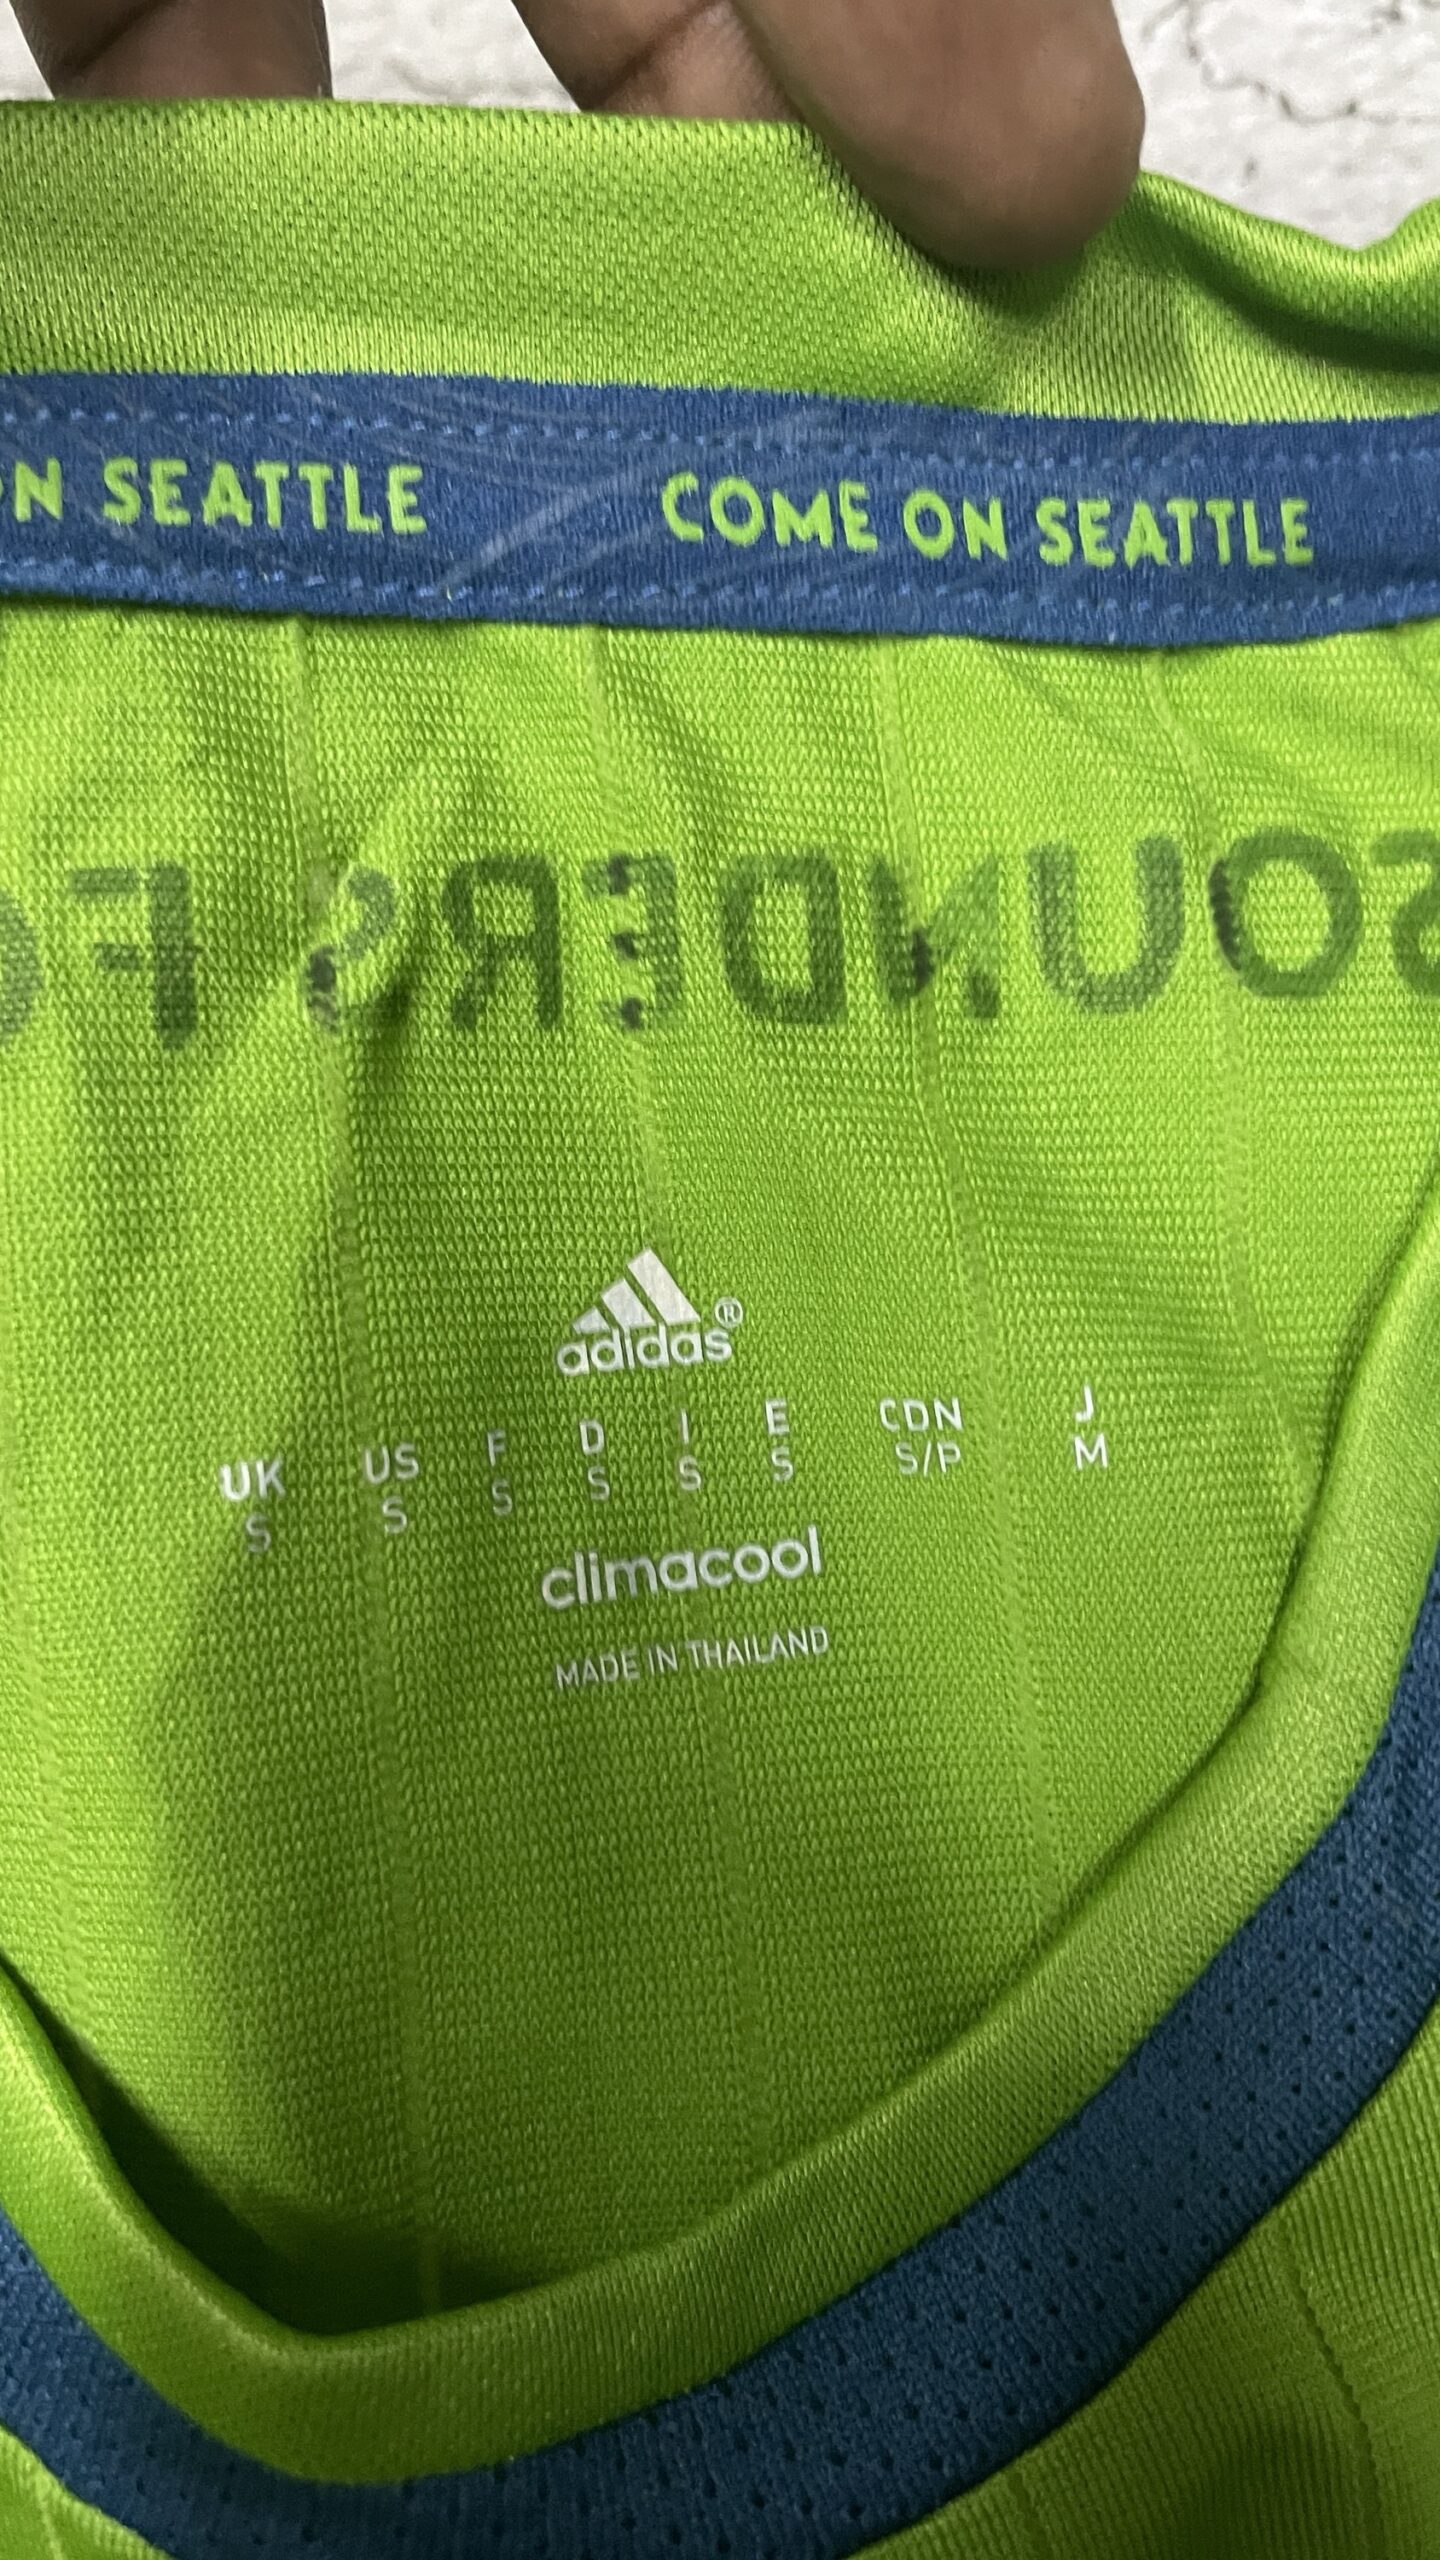 N SEATTLE COME ON SEATTLE
SOUNDERS FC
adidas®
UK US F D I E CDN J
S S S S S S S/P M
climacool
MADE IN THAILAND